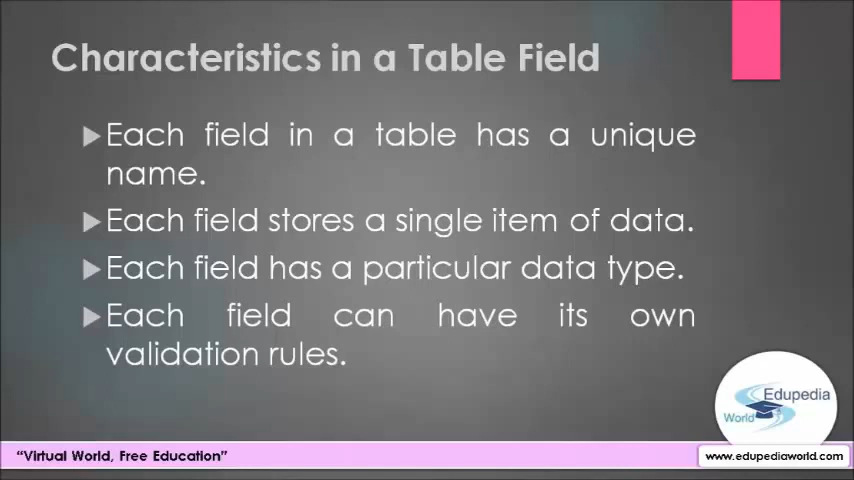 Characteristics in a Table Field
Each field in a table has a unique
name.
Each field stores a single item of data.
Each field has a particular data type.
Each field can have its own
validation rules.
Edupedia
World
“Virtual World, Free Education”
www.edupediaworld.com